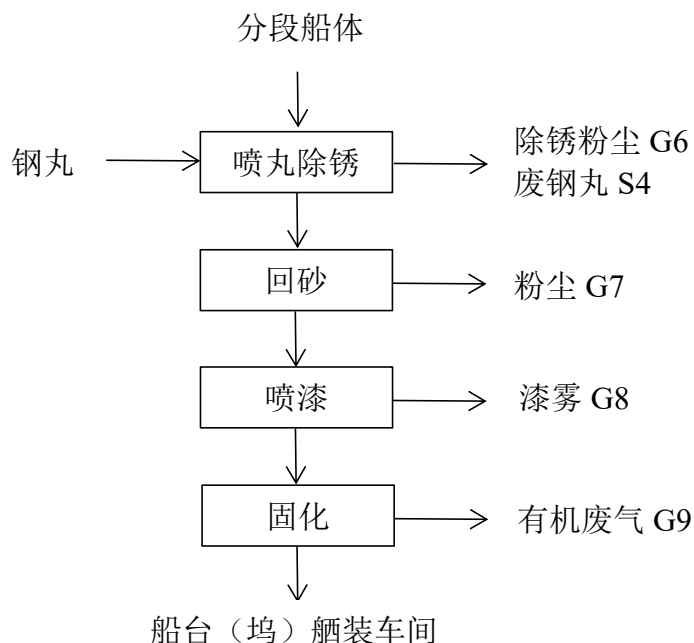 分段船体
钢丸
喷丸除锈
除锈粉尘 G6
废钢丸 S4
回砂
粉尘 G7
喷漆
漆雾 G8
固化
有机废气 G9
船台（坞）舾装车间